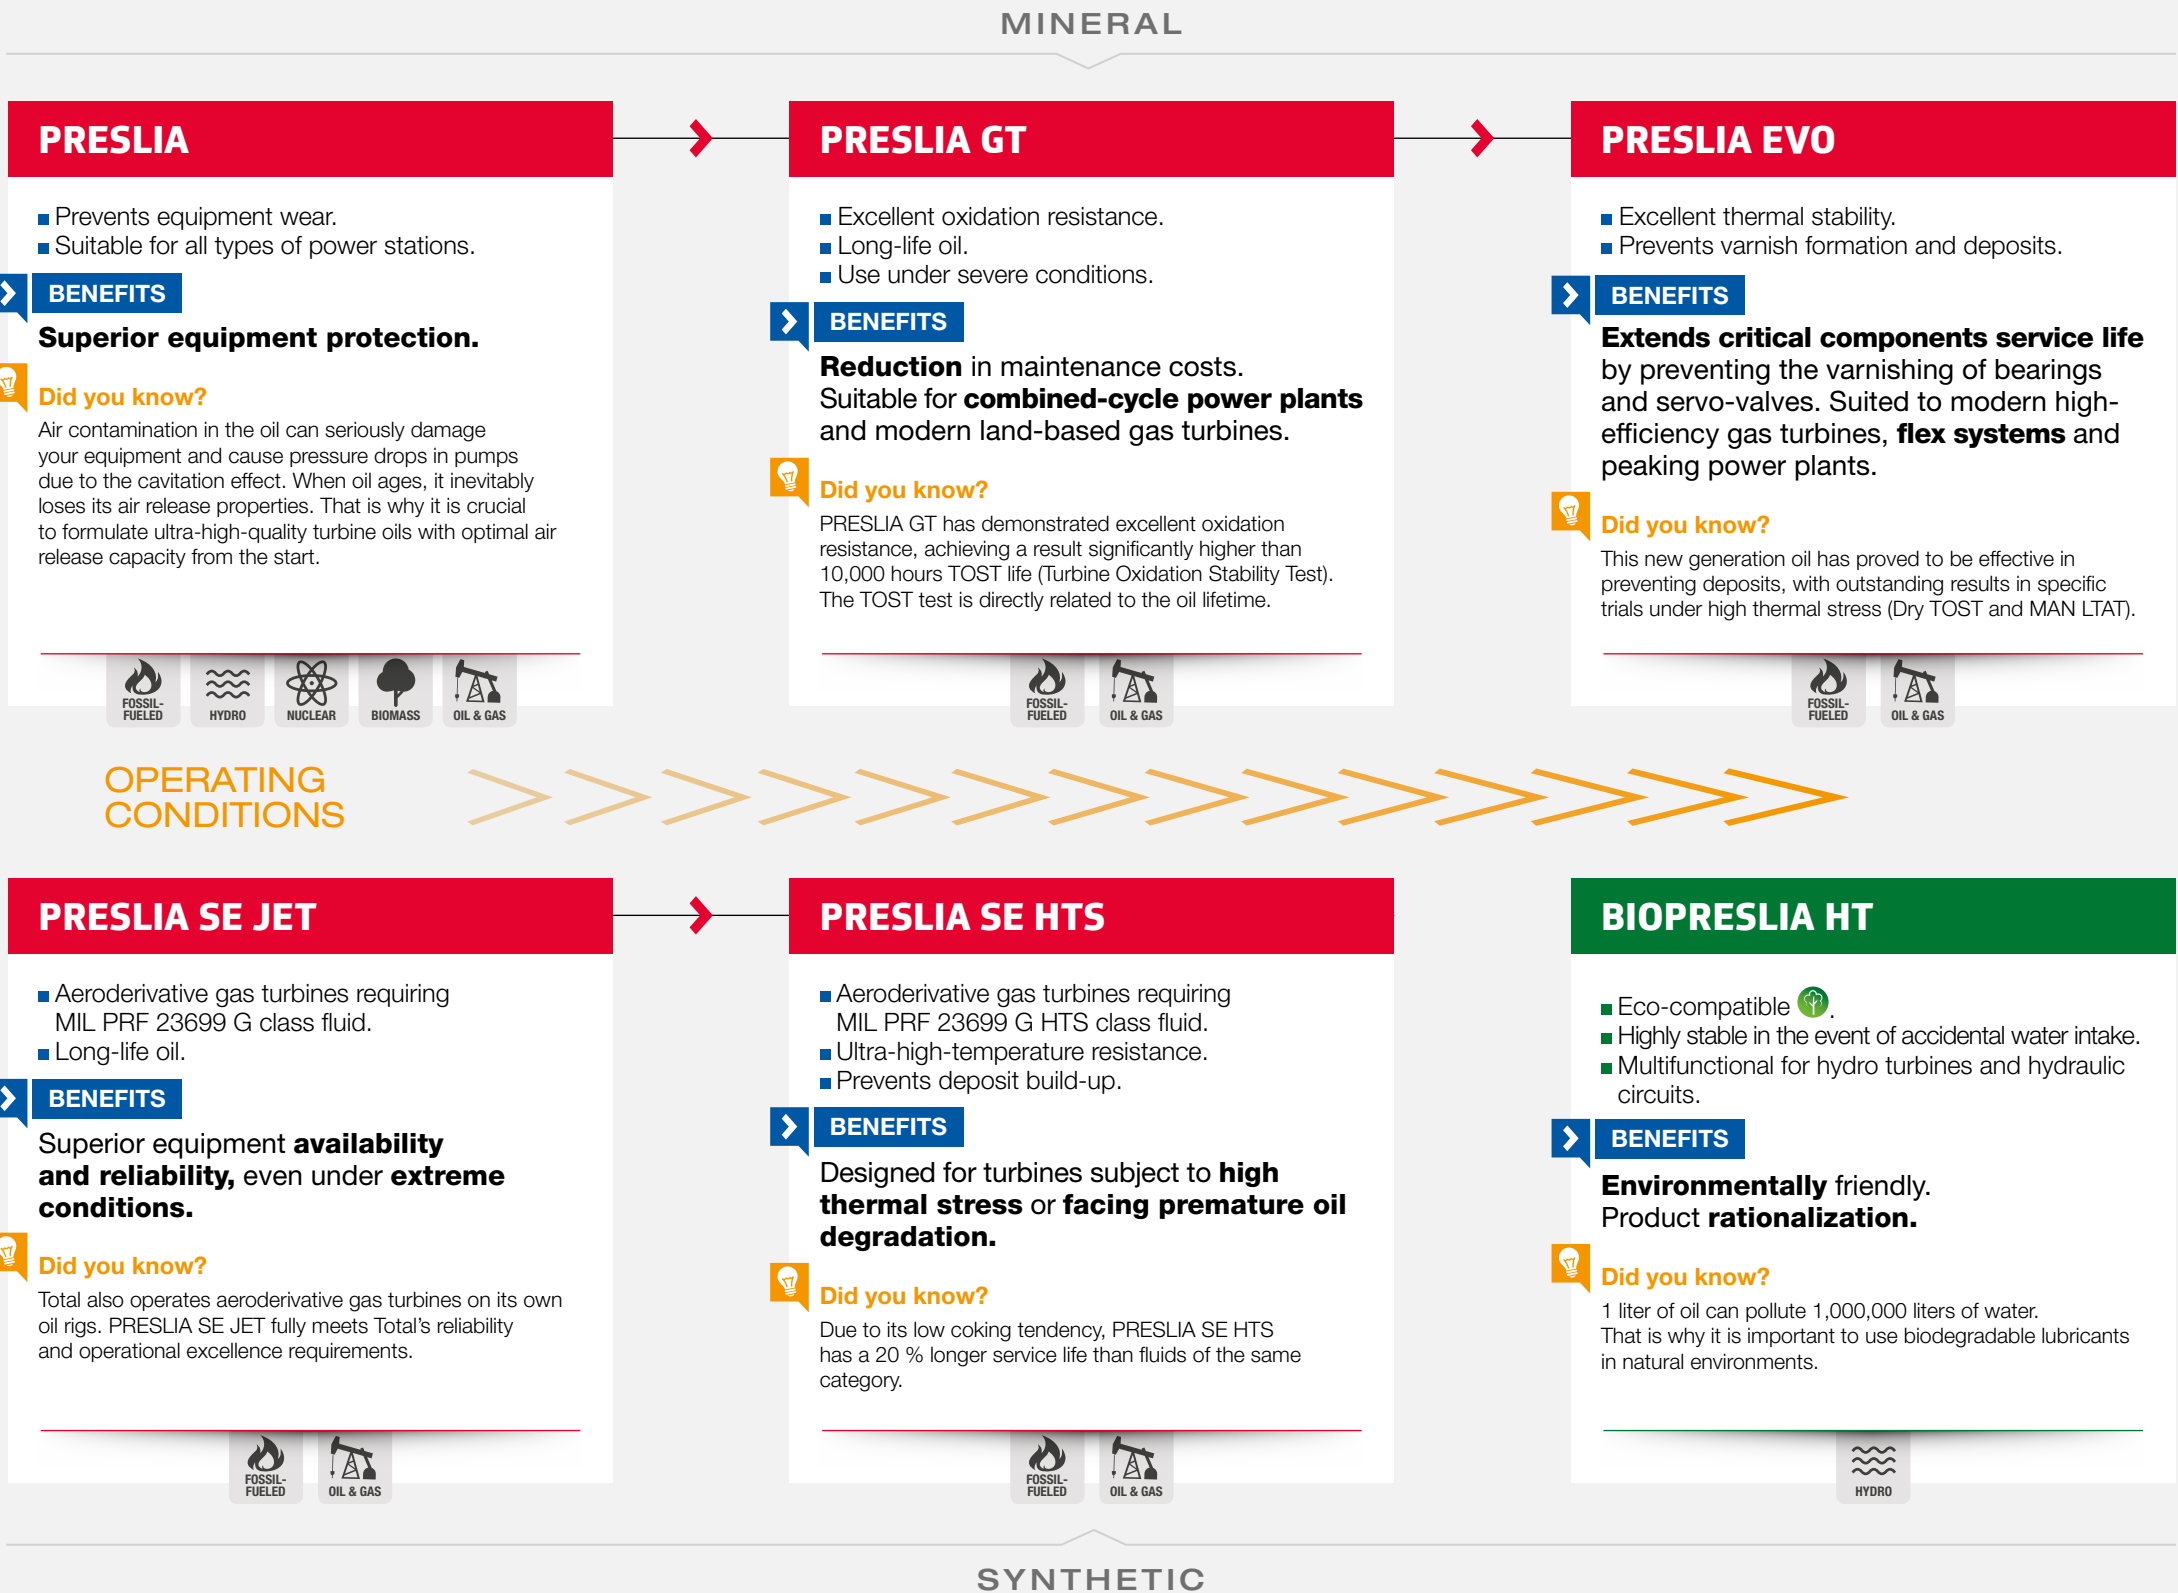 MINERAL
PRESLIA
Prevents equipment wear.
Suitable for all types of power stations.
BENEFITS
Superior equipment protection.
Did you know?
Air contamination in the oil can seriously damage
your equipment and cause pressure drops in pumps
due to the cavitation effect. When oil ages, it inevitably
loses its air release properties. That is why it is crucial
to formulate ultra-high-quality turbine oils with optimal air
release capacity from the start.
FOSSIL-
FUELED
HYDRO
NUCLEAR
BIOMASS
OIL & GAS
PRESLIA GT
Excellent oxidation resistance.
Long-life oil.
Use under severe conditions.
BENEFITS
Reduction in maintenance costs.
Suitable for combined-cycle power plants
and modern land-based gas turbines.
Did you know?
PRESLIA GT has demonstrated excellent oxidation
resistance, achieving a result significantly higher than
10,000 hours TOST life (Turbine Oxidation Stability Test).
The TOST test is directly related to the oil lifetime.
FOSSIL-
FUELED
OIL & GAS
PRESLIA EVO
Excellent thermal stability.
Prevents varnish formation and deposits.
BENEFITS
Extends critical components service life
by preventing the varnishing of bearings
and servo-valves. Suited to modern high-
efficiency gas turbines, flex systems and
peaking power plants.
Did you know?
This new generation oil has proved to be effective in
preventing deposits, with outstanding results in specific
trials under high thermal stress (Dry TOST and MAN LTAT).
FOSSIL-
FUELED
OIL & GAS
OPERATING
CONDITIONS
PRESLIA SE JET
Aeroderivative gas turbines requiring
MIL PRF 23699 G class fluid.
Long-life oil.
BENEFITS
Superior equipment availability
and reliability, even under extreme
conditions.
Did you know?
Total also operates aeroderivative gas turbines on its own
oil rigs. PRESLIA SE JET fully meets Total's reliability
and operational excellence requirements.
FOSSIL-
FUELED
OIL & GAS
PRESLIA SE HTS
Aeroderivative gas turbines requiring
MIL PRF 23699 G HTS class fluid.
Ultra-high-temperature resistance.
Prevents deposit build-up.
BENEFITS
Designed for turbines subject to high
thermal stress or facing premature oil
degradation.
Did you know?
Due to its low coking tendency, PRESLIA SE HTS
has a 20 % longer service life than fluids of the same
category.
FOSSIL-
FUELED
OIL & GAS
BIOPRESLIA HT
Eco-compatible .
Highly stable in the event of accidental water intake.
Multifunctional for hydro turbines and hydraulic
circuits.
BENEFITS
Environmentally friendly.
Product rationalization.
Did you know?
1 liter of oil can pollute 1,000,000 liters of water.
That is why it is important to use biodegradable lubricants
in natural environments.
HYDRO
SYNTHETIC